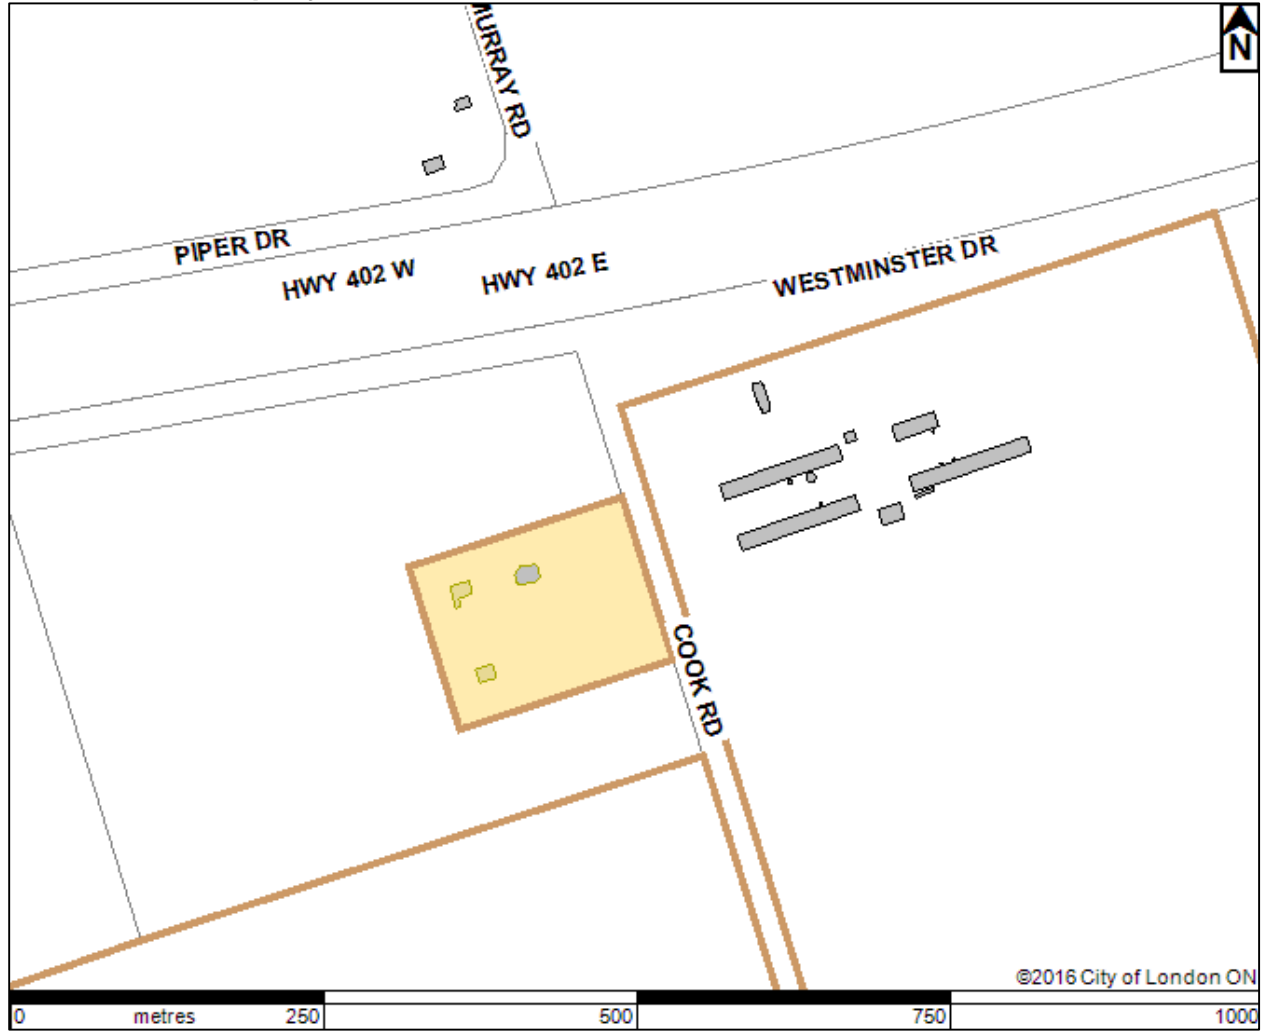 MURRAY RD
N
PIPER DR
HWY 402 W
HWY 402 E
WESTMINSTER DR
COOK RD
©2016 City of London ON
0 metres 250 500 750 1000